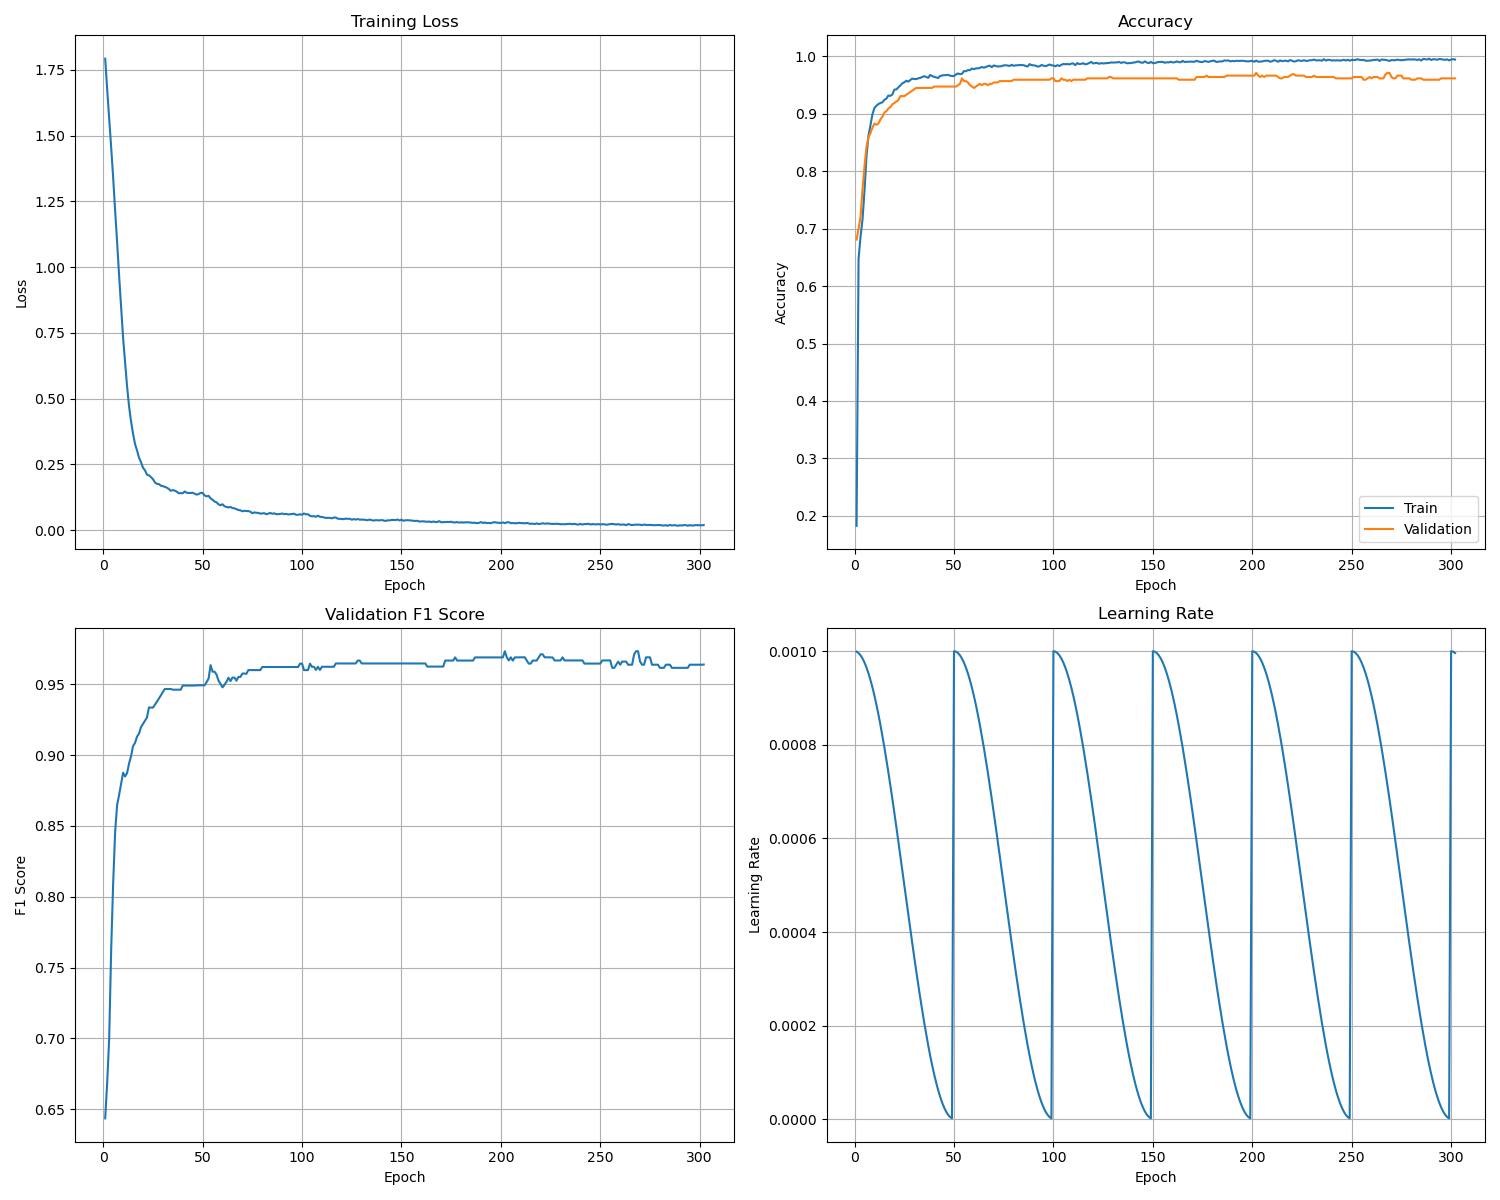 Training Loss
1.75
1.50
1.25
1.00
0.75
0.50
0.25
0.00
Loss
0 50 100 150 200 250 300
Epoch
Accuracy
1.0
0.9
0.8
0.7
0.6
0.5
0.4
0.3
0.2
Accuracy
Train
Validation
0 50 100 150 200 250 300
Epoch
Validation F1 Score
0.95
0.90
0.85
0.80
0.75
0.70
0.65
F1 Score
0 50 100 150 200 250 300
Epoch
Learning Rate
0.0010
0.0008
0.0006
0.0004
0.0002
0.0000
Learning Rate
0 50 100 150 200 250 300
Epoch